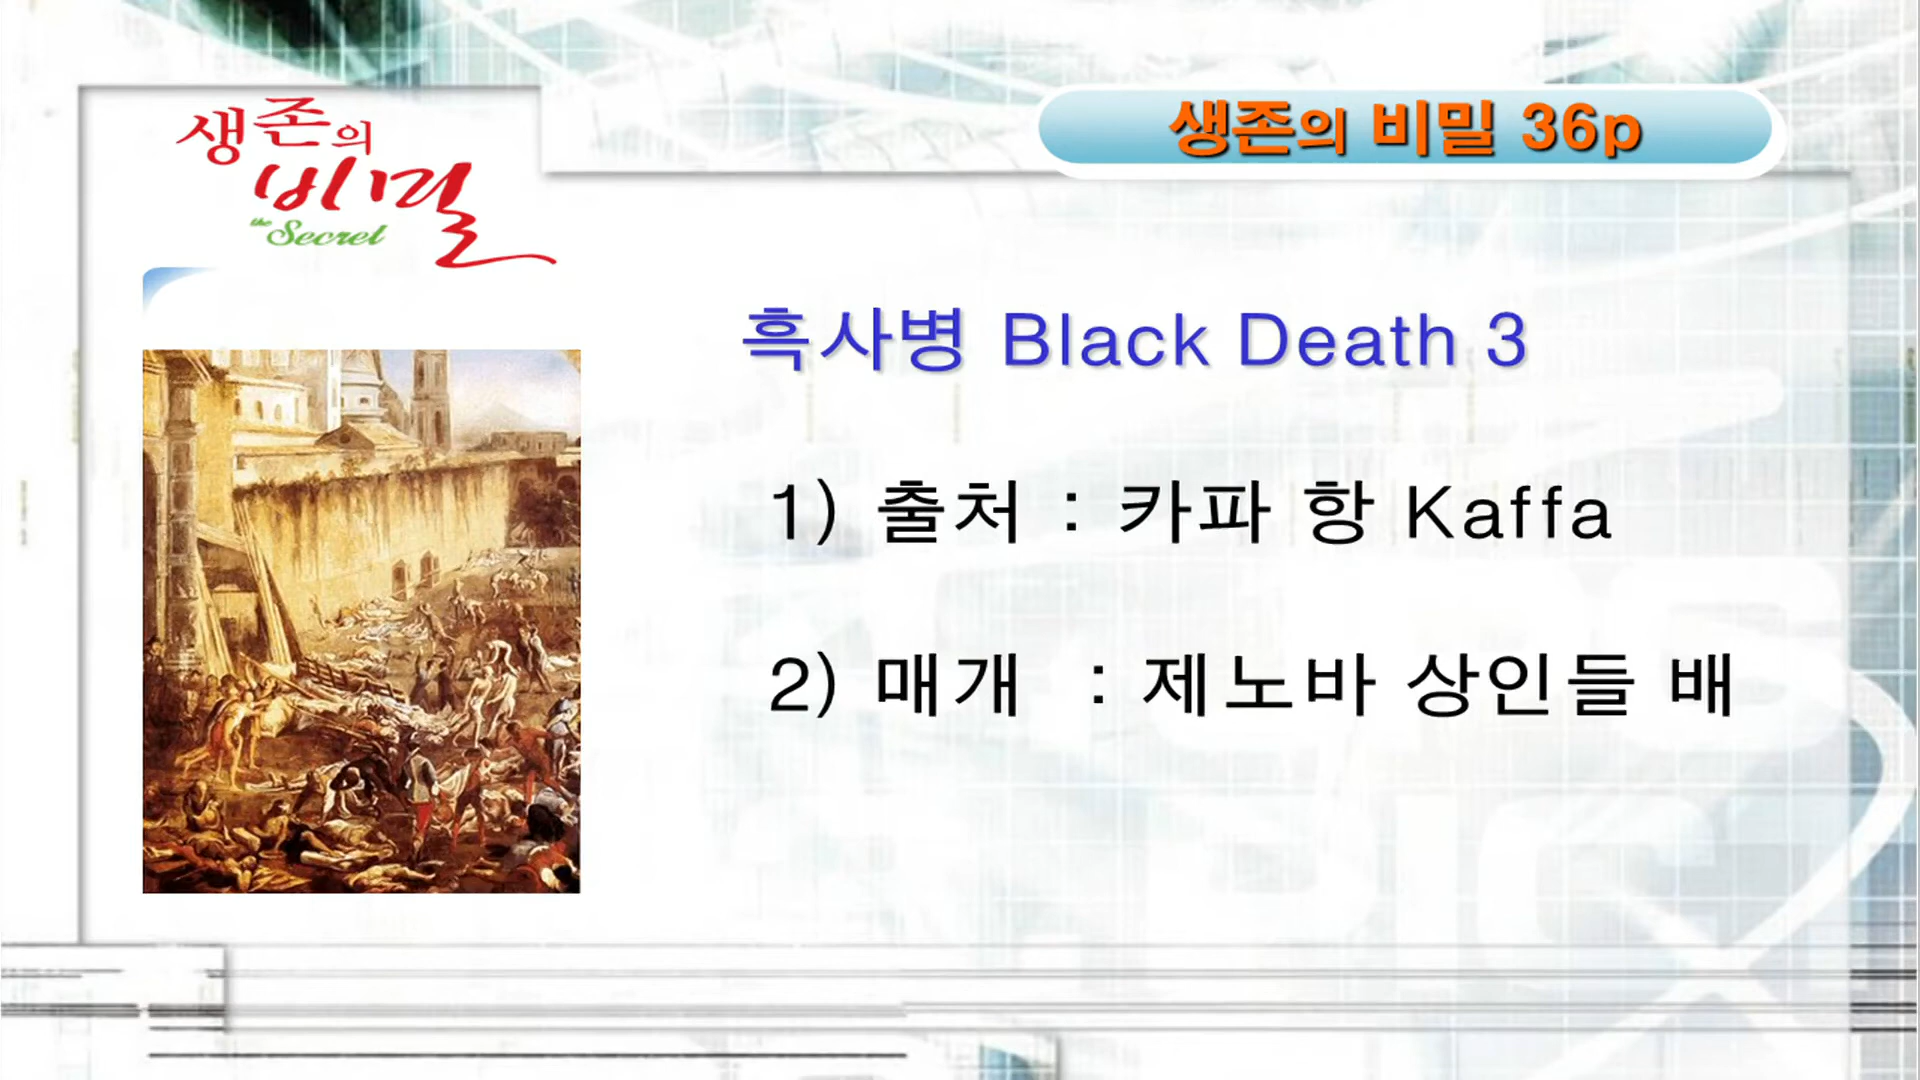 생존의
비밀
the Secret
생존의 비밀 36p
흑사병 Black Death 3
1) 출처 : 카파 항 Kaffa
2) 매개 : 제노바 상인들 배